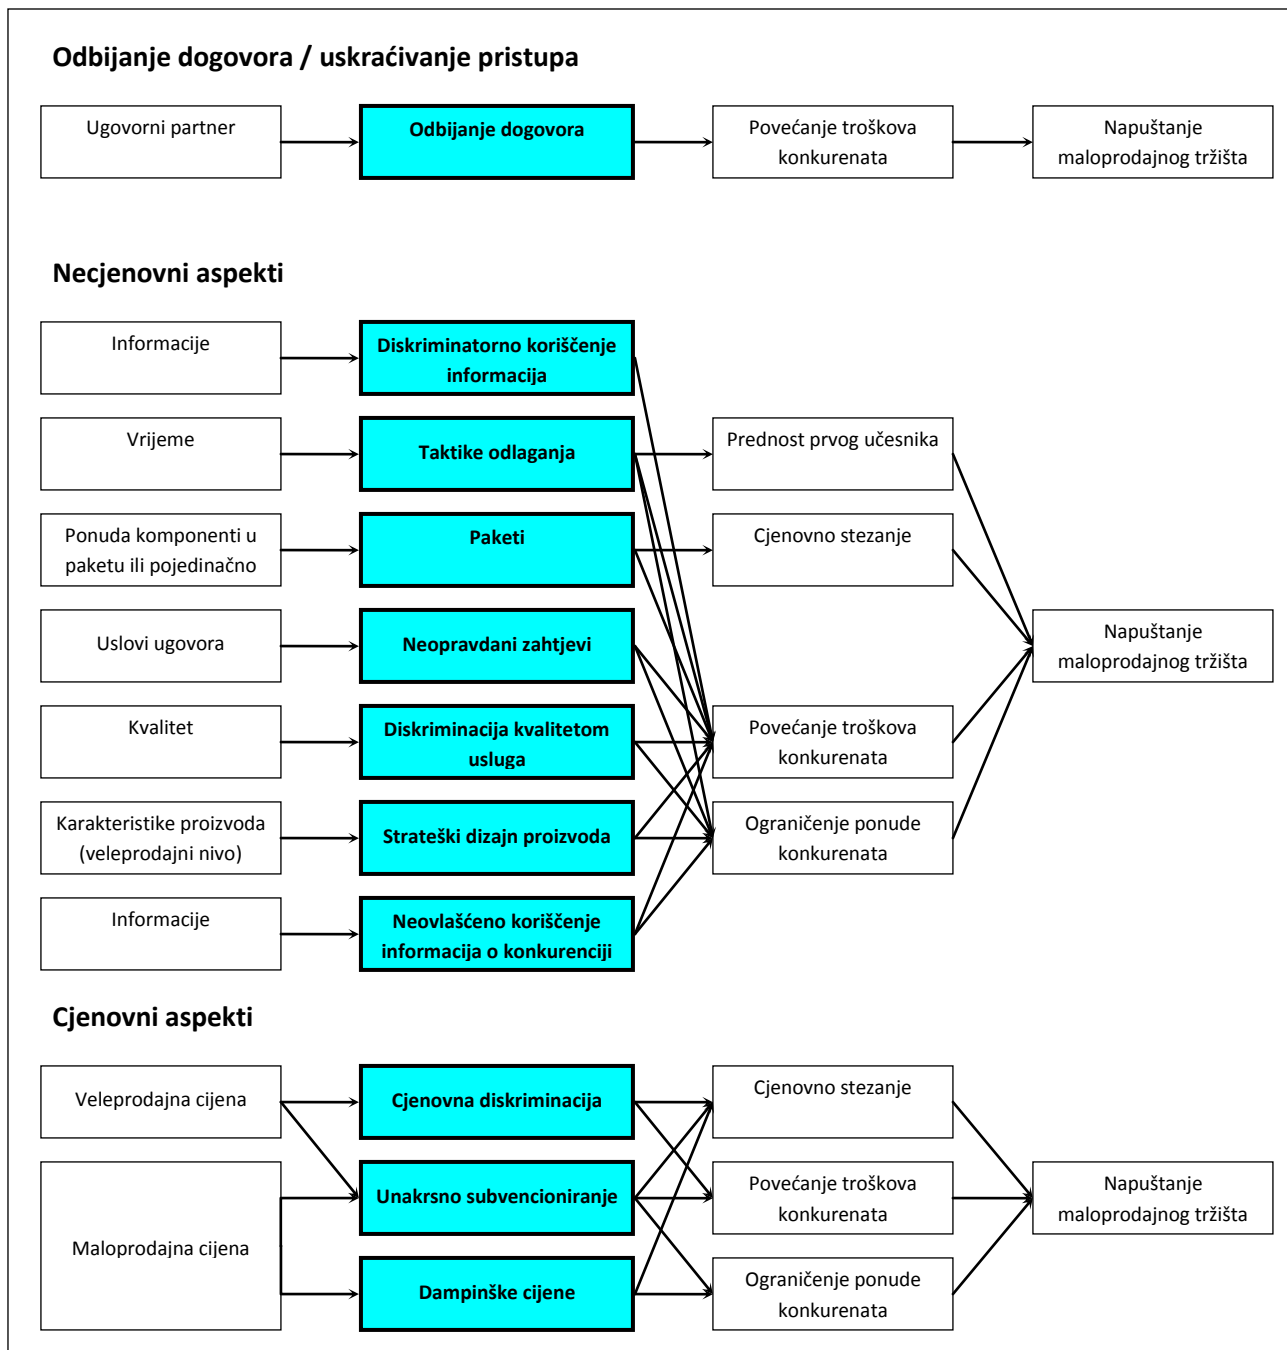 Odbijanje dogovora / uskraćivanje pristupa
Ugovorni partner
Odbijanje dogovora
Povećanje troškova
konkurenata
Napuštanje
maloprodajnog tržišta
Necjenovni aspekti
Informacije
Diskriminatorno koriščenje
informacija
Vrijeme
Taktike odlaganja
Prednost prvog učesnika
Ponuda komponenti u
paketu ili pojedinačno
Paketi
Cjenovno stezanje
Uslovi ugovora
Neopravdani zahtjevi
Napuštanje
maloprodajnog tržišta
Kvalitet
Diskriminacija kvalitetom
usluga
Povećanje troškova
konkurenata
Karakteristike proizvoda
(veleprodajni nivo)
Strateški dizajn proizvoda
Ograničenje ponude
konkurenata
Informacije
Neovlašćeno koriščenje
informacija o konkurenciji
Cjenovni aspekti
Veleprodajna cijena
Cjenovna diskriminacija
Cjenovno stezanje
Maloprodajna cijena
Unakrsno subvencioniranje
Povećanje troškova
konkurenata
Napuštanje
maloprodajnog tržišta
Dampinške cijene
Ograničenje ponude
konkurenata